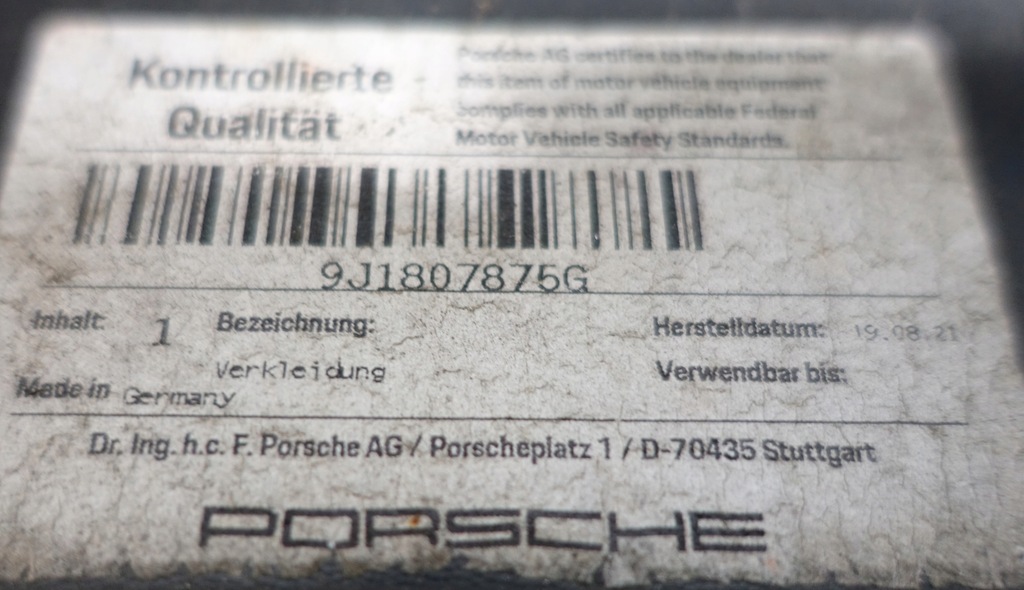 Kontrollierte
Qualität
Porsche AG certifies to the dealer that
this item of motor vehicle equipment
complies with all applicable Federal
Motor Vehicle Safety Standards.
9J1807875G
Inhalt: 1
Bezeichnung:
Verkleidung
Herstelldatum: 19.08.21
Verwendbar bis:
Made in Germany
Dr. Ing. h.c. F. Porsche AG / Porscheplatz 1 / D-70435 Stuttgart
PORSCHE